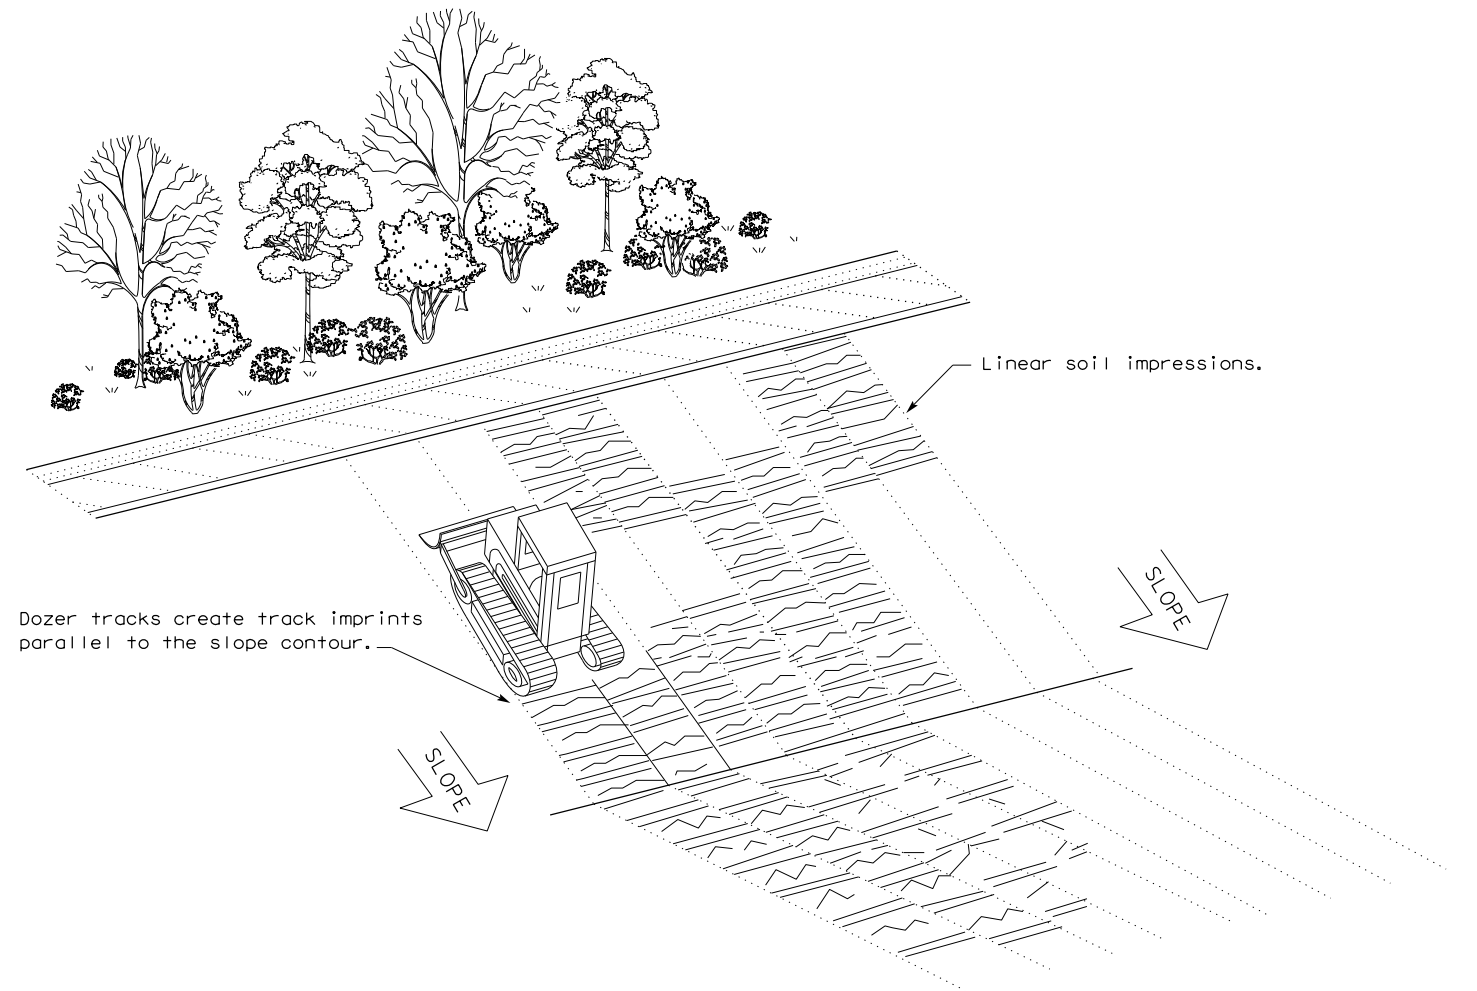 Linear soil impressions.
SLOPE
Dozer tracks create track imprints
parallel to the slope contour.
SLOPE